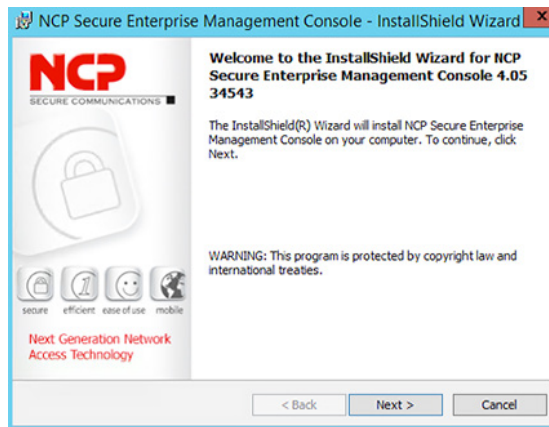 NCP Secure Enterprise Management Console - InstallShield Wizard
NCP
SECURE COMMUNICATIONS
Welcome to the InstallShield Wizard for NCP
Secure Enterprise Management Console 4.05
34543
The InstallShield(R) Wizard will install NCP Secure Enterprise
Management Console on your computer. To continue, click
Next.
WARNING: This program is protected by copyright law and
international treaties.
secure efficient ease of use mobile
Next Generation Network
Access Technology
< Back Next > Cancel